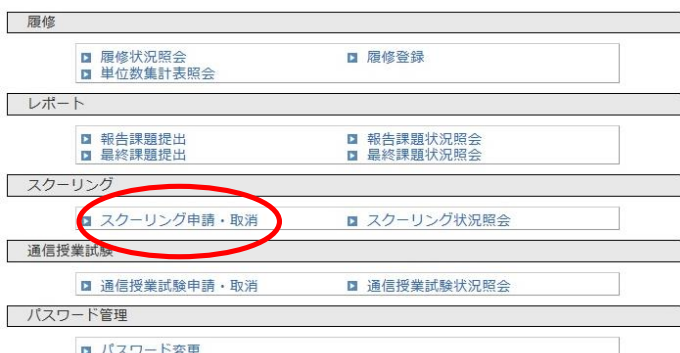 履修
履修状況照会 履修登録
単位数集計表照会
レポート
報告課題提出 報告課題状況照会
最終課題提出 最終課題状況照会
スクーリング
スクーリング申請・取消 スクーリング状況照会
通信授業試験
通信授業試験申請・取消 通信授業試験状況照会
パスワード管理
パスワード変更